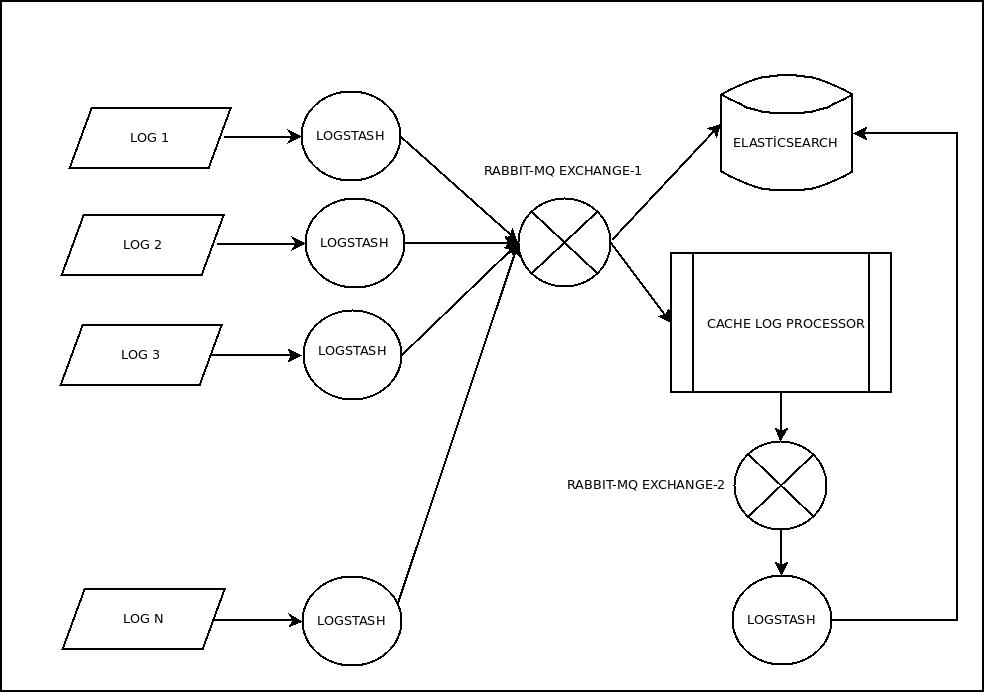 LOG 1
LOGSTASH
RABBIT-MQ EXCHANGE-1
ELASTİCSEARCH
LOG 2
LOGSTASH
LOG 3
LOGSTASH
CACHE LOG PROCESSOR
RABBIT-MQ EXCHANGE-2
LOG N
LOGSTASH
LOGSTASH